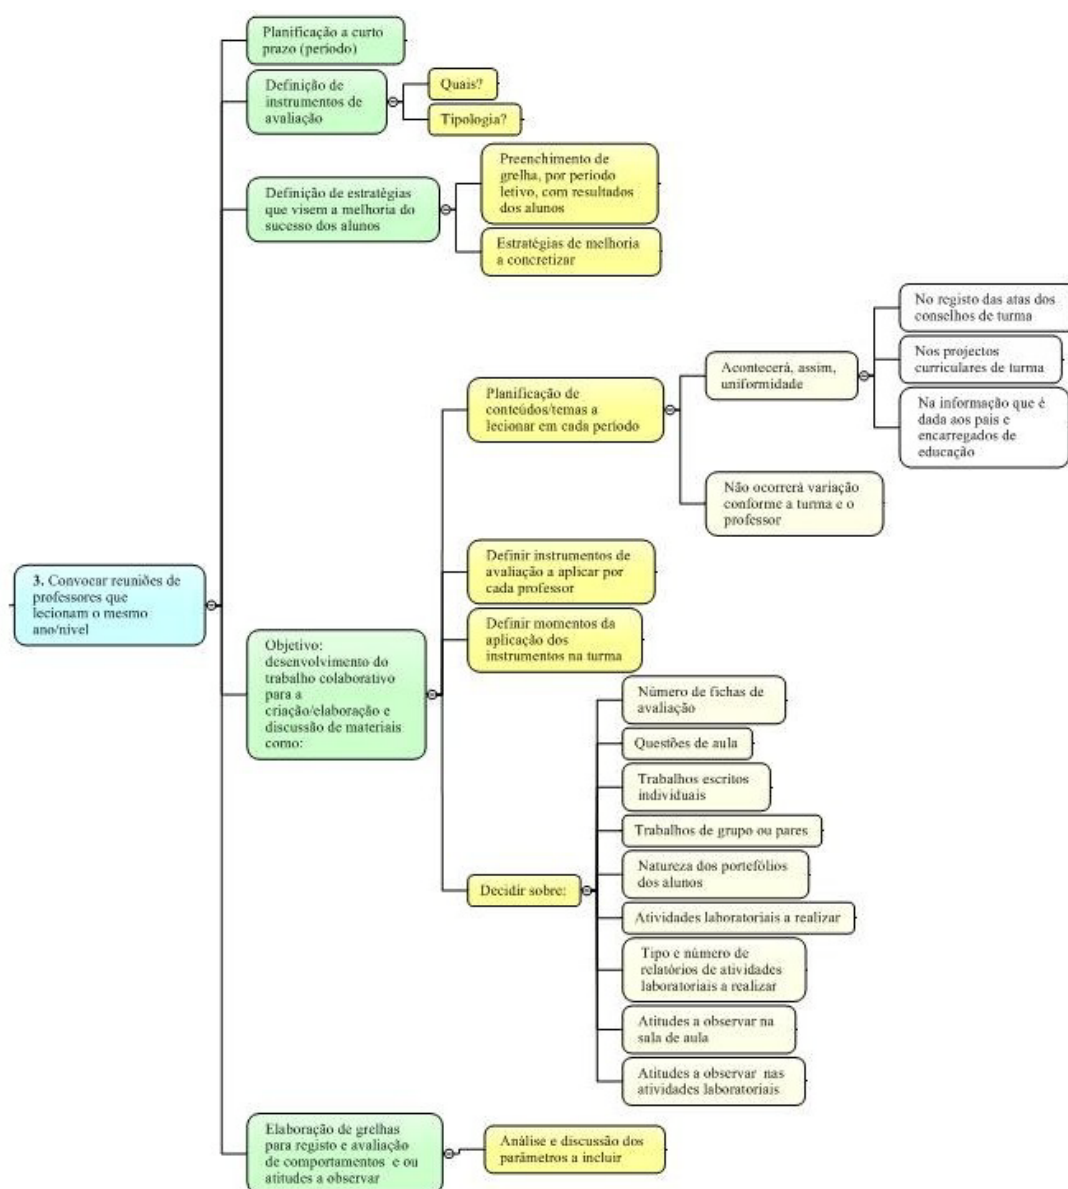 Planificação a curto
prazo (período)
Definição de
instrumentos de
avaliação
Quais?
Tipologia?
Definição de estratégias
que visem a melhoria do
sucesso dos alunos
Preenchimento de
grelha, por período
letivo, com resultados
dos alunos
Estratégias de melhoria
a concretizar
3. Convocar reuniões de
professores que
lecionam o mesmo
ano/nível
Objetivo:
desenvolvimento do
trabalho colaborativo
para a
criação/elaboração e
discussão de materiais
como:
Planificação de
conteúdos/temas a
lecionar em cada período
Acontecerá, assim,
uniformidade
No registo das atas dos
conselhos de turma
Nos projectos
curriculares de turma
Na informação que é
dada aos pais e
encarregados de
educação
Não ocorrerá variação
conforme a turma e o
professor
Definir instrumentos de
avaliação a aplicar por
cada professor
Definir momentos da
aplicação dos
instrumentos na turma
Decidir sobre:
Número de fichas de
avaliação
Questões de aula
Trabalhos escritos
individuais
Trabalhos de grupo ou pares
Natureza dos portefólios
dos alunos
Atividades laboratoriais a realizar
Tipo e número de
relatórios de atividades
laboratoriais a realizar
Atitudes a observar na
sala de aula
Atitudes a observar nas
atividades laboratoriais
Elaboração de grelhas
para registo e avaliação
de comportamentos e ou
atitudes a observar
Análise e discussão dos
parâmetros a incluir